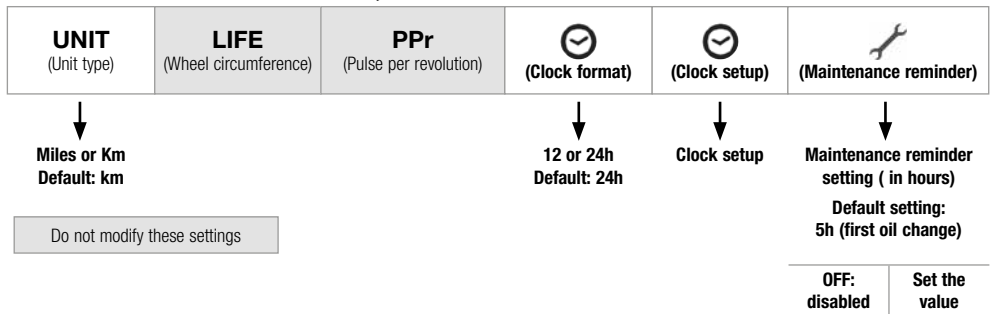 UNIT
(Unit type)
LIFE
(Wheel circumference)
PPr
(Pulse per revolution)
(Clock format)
(Clock setup)
(Maintenance reminder)
Miles or Km
Default: km
12 or 24h
Default: 24h
Clock setup
Maintenance reminder
setting ( in hours)
Default setting:
5h (first oil change)
Do not modify these settings
OFF:
disabled
Set the
value